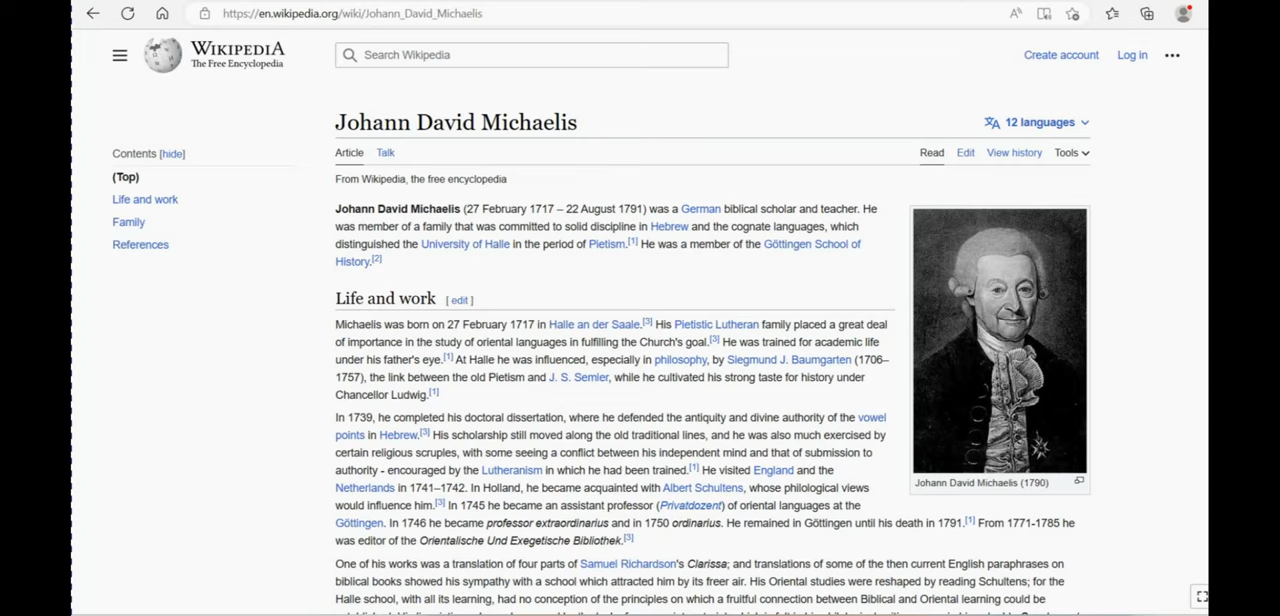 https://en.wikipedia.org/wiki/Johann_David_Michaelis
WIKIPEDIA
The Free Encyclopedia
Search Wikipedia
Create account
Log in
Johann David Michaelis
12 languages
Contents [hide]
(Top)
Life and work
Family
References
Article
Talk
Read
Edit
View history
Tools
From Wikipedia, the free encyclopedia
Johann David Michaelis (27 February 1717 – 22 August 1791) was a German biblical scholar and teacher. He
was member of a family that was committed to solid discipline in Hebrew and the cognate languages, which
distinguished the University of Halle in the period of Pietism.[1] He was a member of the Göttingen School of
History.[2]
Johann David Michaelis (1790)
Life and work [ edit ]
Michaelis was born on 27 February 1717 in Halle an der Saale.[3] His Pietistic Lutheran family placed a great deal
of importance in the study of oriental languages in fulfilling the Church's goal.[3] He was trained for academic life
under his father's eye.[1] At Halle he was influenced, especially in philosophy, by Siegmund J. Baumgarten (1706–
1757), the link between the old Pietism and J. S. Semler, while he cultivated his strong taste for history under
Chancellor Ludwig.[1]
In 1739, he completed his doctoral dissertation, where he defended the antiquity and divine authority of the vowel
points in Hebrew.[3] His scholarship still moved along the old traditional lines, and he was also much exercised by
certain religious scruples, with some seeing a conflict between his independent mind and that of submission to
authority - encouraged by the Lutheranism in which he had been trained.[1] He visited England and the
Netherlands in 1741–1742. In Holland, he became acquainted with Albert Schultens, whose philological views
would influence him.[3] In 1745 he became an assistant professor (Privatdozent) of oriental languages at the
Göttingen. In 1746 he became professor extraordinarius and in 1750 ordinarius. He remained in Göttingen until his death in 1791.[1] From 1771-1785 he
was editor of the Orientalische Und Exegetische Bibliothek.[3]
One of his works was a translation of four parts of Samuel Richardson's Clarissa; and translations of some of the then current English paraphrases on
biblical books showed his sympathy with a school which attracted him by its freer air. His Oriental studies were reshaped by reading Schultens; for the
Halle school, with all its learning, had no conception of the principles on which a fruitful connection between Biblical and Oriental learning could be